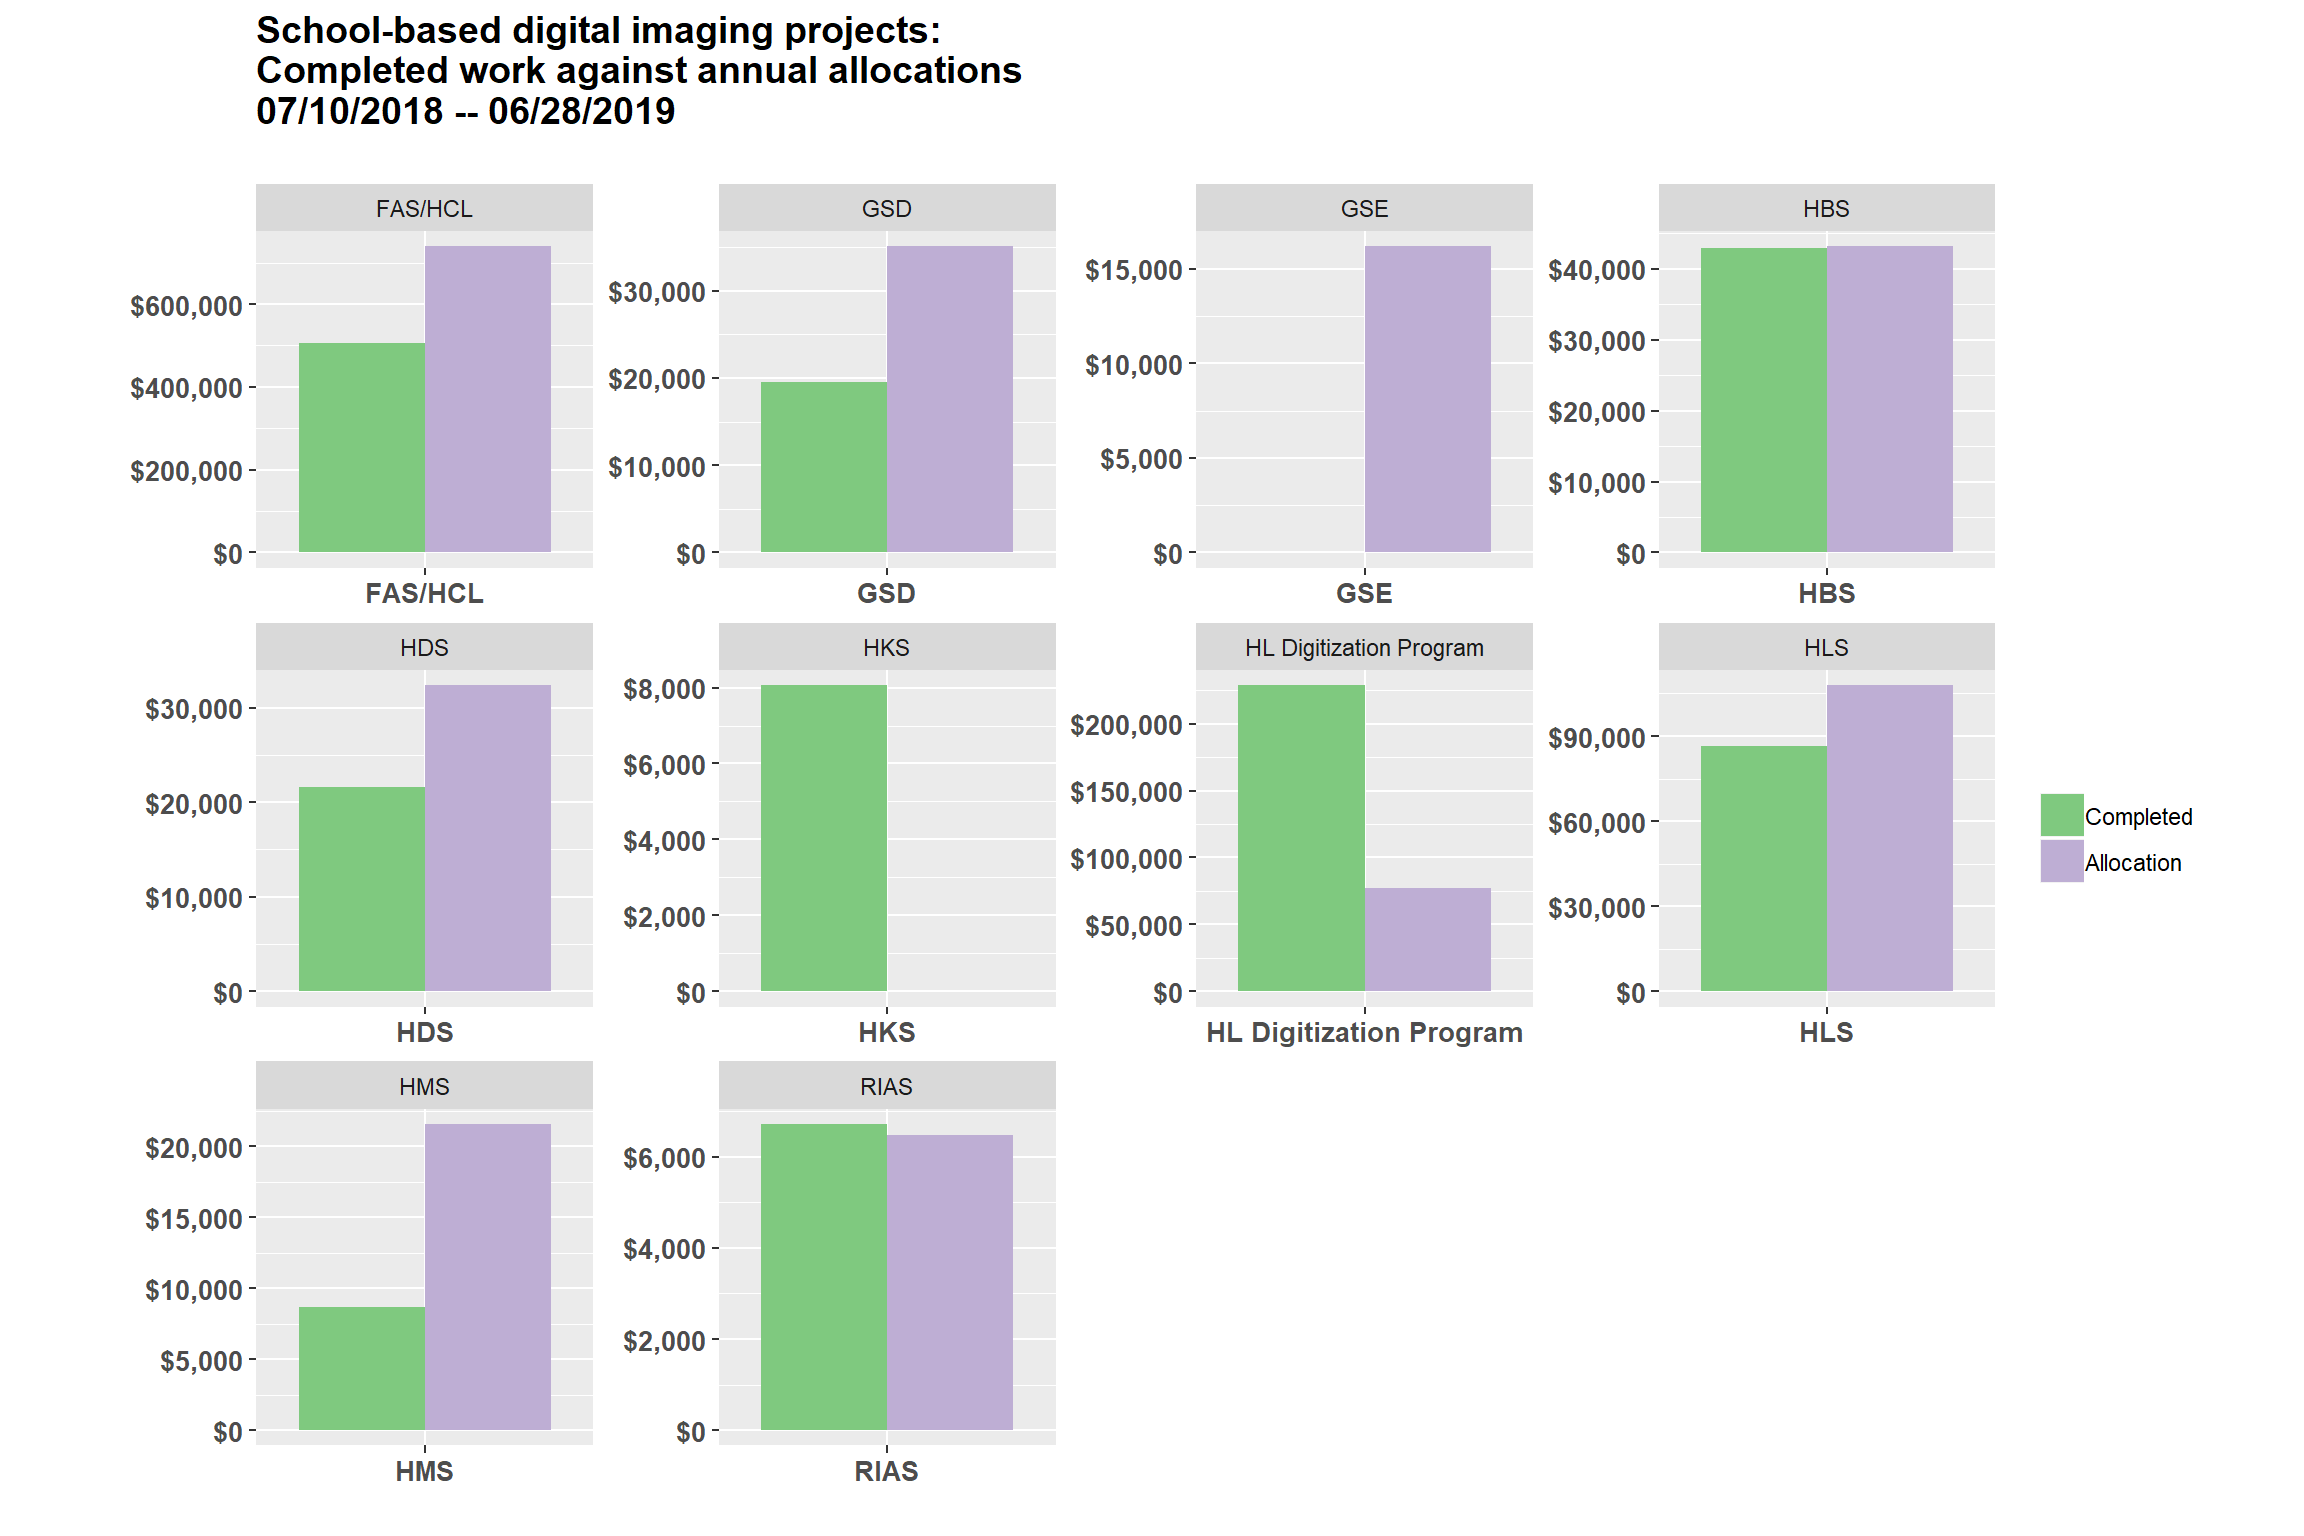 School-based digital imaging projects:
Completed work against annual allocations
07/10/2018 -- 06/28/2019
FAS/HCL
$600,000
$400,000
$200,000
$0
FAS/HCL
GSD
$30,000
$20,000
$10,000
$0
GSD
GSE
$15,000
$10,000
$5,000
$0
GSE
HBS
$40,000
$30,000
$20,000
$10,000
$0
HBS
HDS
$30,000
$20,000
$10,000
$0
HDS
HKS
$8,000
$6,000
$4,000
$2,000
$0
HKS
HL Digitization Program
$200,000
$150,000
$100,000
$50,000
$0
HL Digitization Program
HLS
$90,000
$60,000
$30,000
$0
HLS
Completed
Allocation
HMS
$20,000
$15,000
$10,000
$5,000
$0
HMS
RIAS
$6,000
$4,000
$2,000
$0
RIAS